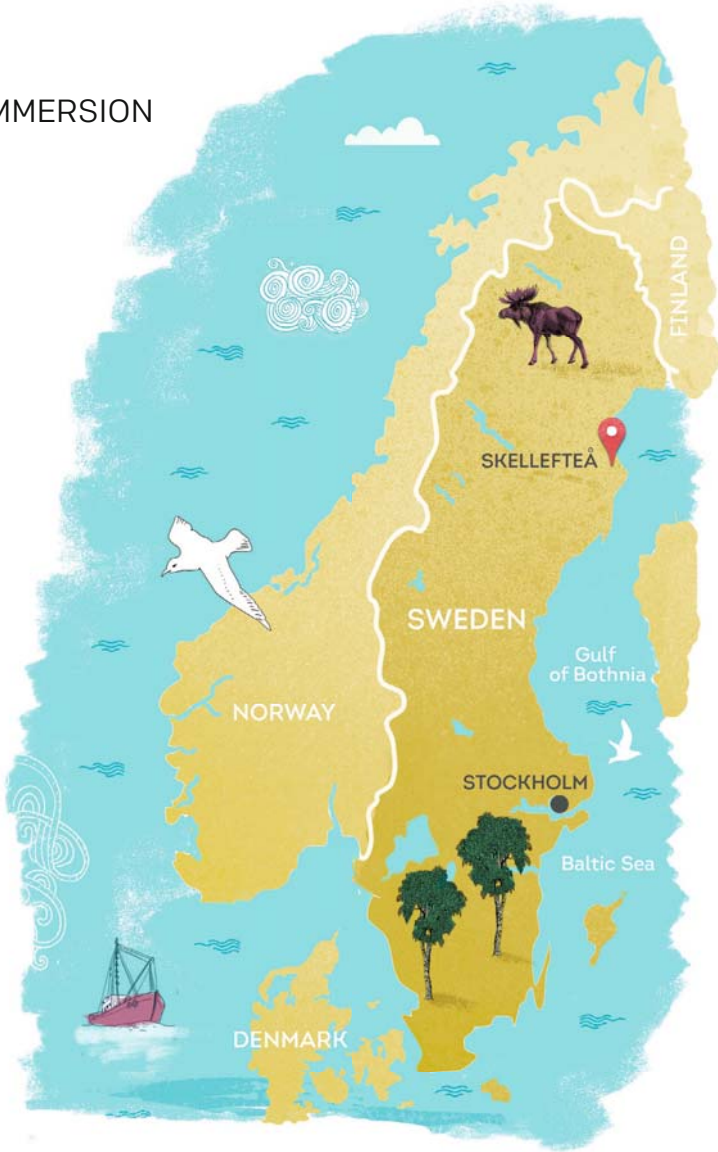 MMERSION
FINLAND
SKELLEFTEÅ
SWEDEN
Gulf
of Bothnia
NORWAY
STOCKHOLM
Baltic Sea
DENMARK